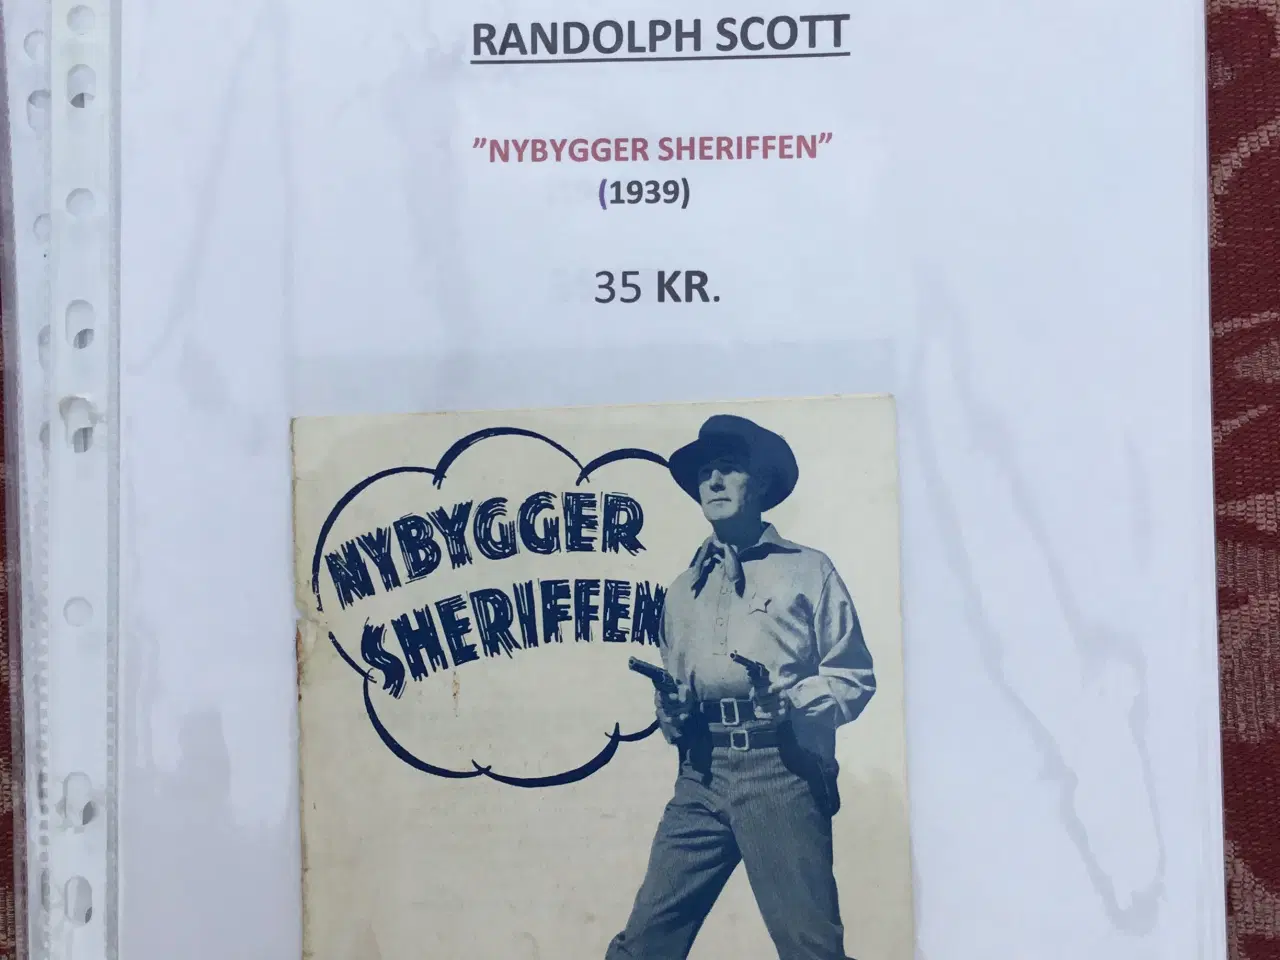 RANDOLPH SCOTT
”NYBYGGER SHERIFFEN”
(1939)
35 KR.
NYBYGGER
SHERIFFEN